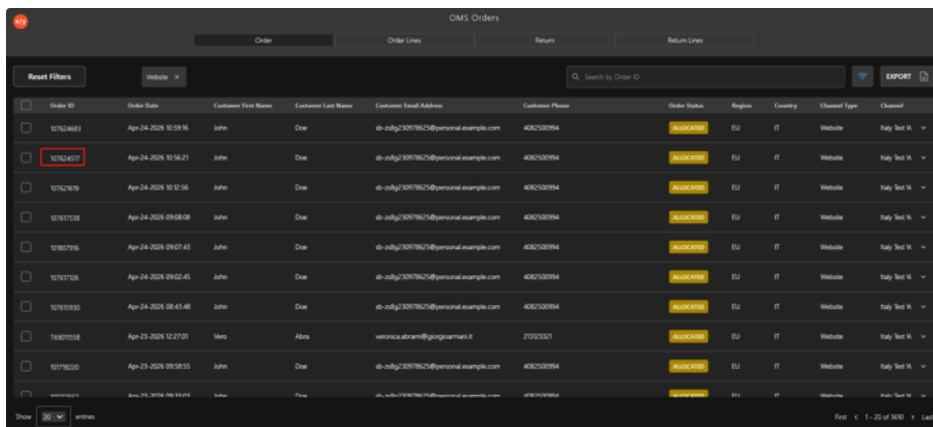 OMS Orders
Order Order Lines Return Return Lines
Reset Filters Website × Search by Order ID EXPORT
Order ID Order Date Customer First Name Customer Last Name Customer Email Address Customer Phone Order Status Region Country Channel Type Channel
107624683 Apr-24-2026 10:59:16 John Doe sb-zs8g230978625@personal.example.com 4082500994 ALLOCATED EU IT Website Italy Test W.
107624517 Apr-24-2026 10:56:21 John Doe sb-zs8g230978625@personal.example.com 4082500994 ALLOCATED EU IT Website Italy Test W.
107621619 Apr-24-2026 10:12:56 John Doe sb-zs8g230978625@personal.example.com 4082500994 ALLOCATED EU IT Website Italy Test W.
107617538 Apr-24-2026 09:08:08 John Doe sb-zs8g230978625@personal.example.com 4082500994 ALLOCATED EU IT Website Italy Test W.
101807916 Apr-24-2026 09:07:43 John Doe sb-zs8g230978625@personal.example.com 4082500994 ALLOCATED EU IT Website Italy Test W.
107617126 Apr-24-2026 09:02:45 John Doe sb-zs8g230978625@personal.example.com 4082500994 ALLOCATED EU IT Website Italy Test W.
107615930 Apr-24-2026 08:43:48 John Doe sb-zs8g230978625@personal.example.com 4082500994 ALLOCATED EU IT Website Italy Test W.
T69011558 Apr-23-2026 12:27:01 Vero Abra veronica.abrami@giorgioarmani.it 213123321 ALLOCATED EU IT Website Italy Test W.
101718220 Apr-23-2026 09:58:55 John Doe sb-zs8g230978625@personal.example.com 4082500994 ALLOCATED EU IT Website Italy Test W.
Show 20 entries First < 1 - 20 of 3610 > Last